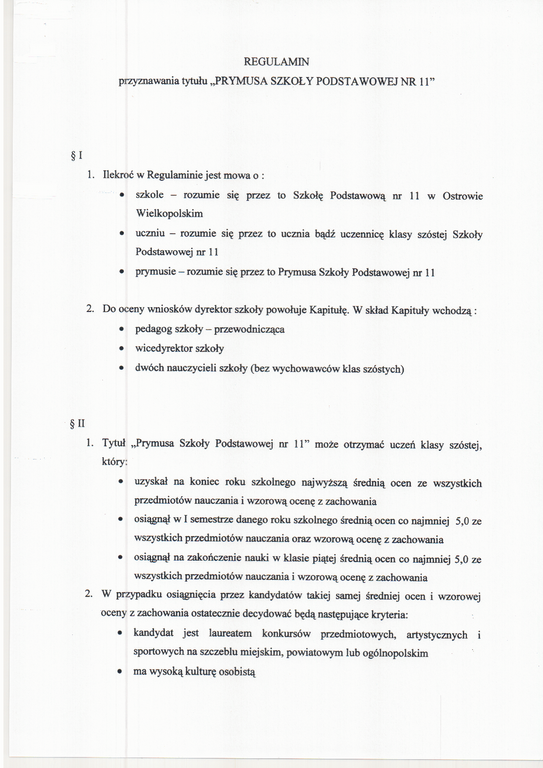 REGULAMIN
przyznawania tytułu „PRYMUSA SZKOŁY PODSTAWOWEJ NR 11”
§ I
1. Ilekroć w Regulaminie jest mowa o :
• szkole – rozumie się przez to Szkołę Podstawową nr 11 w Ostrowie
Wielkopolskim
• uczniu – rozumie się przez to ucznia bądź uczennicę klasy szóstej Szkoły
Podstawowej nr 11
• prymusie – rozumie się przez to Prymusa Szkoły Podstawowej nr 11
2. Do oceny wniosków dyrektor szkoły powołuje Kapitułę. W skład Kapituły wchodzą :
• pedagog szkoły – przewodnicząca
• wicedyrektor szkoły
• dwóch nauczycieli szkoły (bez wychowawców klas szóstych)
§ II
1. Tytuł „Prymusa Szkoły Podstawowej nr 11” może otrzymać uczeń klasy szóstej,
który:
• uzyskał na koniec roku szkolnego najwyższą średnią ocen ze wszystkich
przedmiotów nauczania i wzorową ocenę z zachowania
• osiągnął w I semestrze danego roku szkolnego średnią ocen co najmniej 5,0 ze
wszystkich przedmiotów nauczania oraz wzorową ocenę z zachowania
• osiągnął na zakończenie nauki w klasie piątej średnią ocen co najmniej 5,0 ze
wszystkich przedmiotów nauczania i wzorową ocenę z zachowania
2. W przypadku osiągnięcia przez kandydatów takiej samej średniej ocen i wzorowej
oceny z zachowania ostatecznie decydować będą następujące kryteria:
• kandydat jest laureatem konkursów przedmiotowych, artystycznych i
sportowych na szczeblu miejskim, powiatowym lub ogólnopolskim
• ma wysoką kulturę osobistą